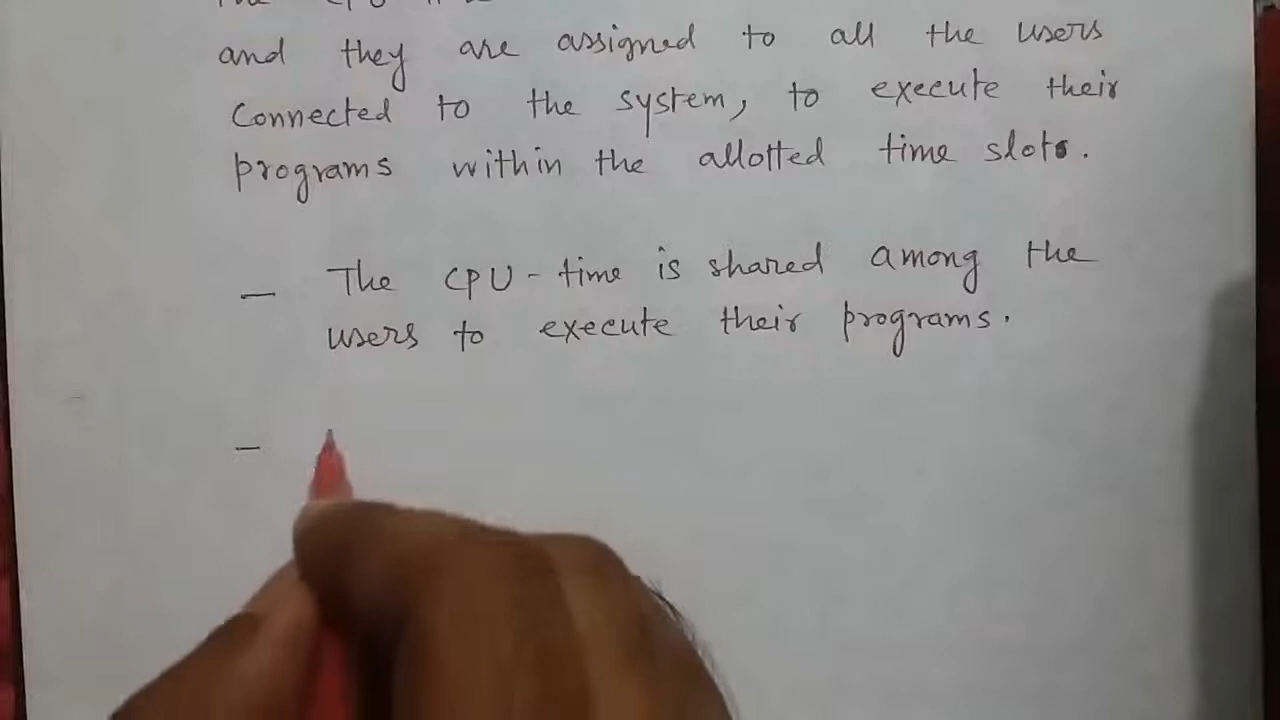 and they are assigned to all the users
Connected to the system, to execute their
programs within the allotted time slots.
— The CPU-time is shared among the
users to execute their programs.
—